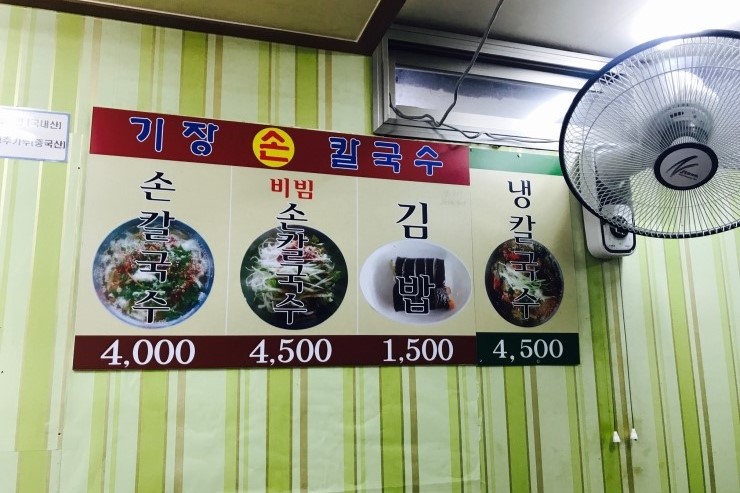 기장 손 칼국수
손칼국수
비빔
손칼국수
김밥
냉칼국수
4,000
4,500
1,500
4,500
(국내산)
추가루(중국산)